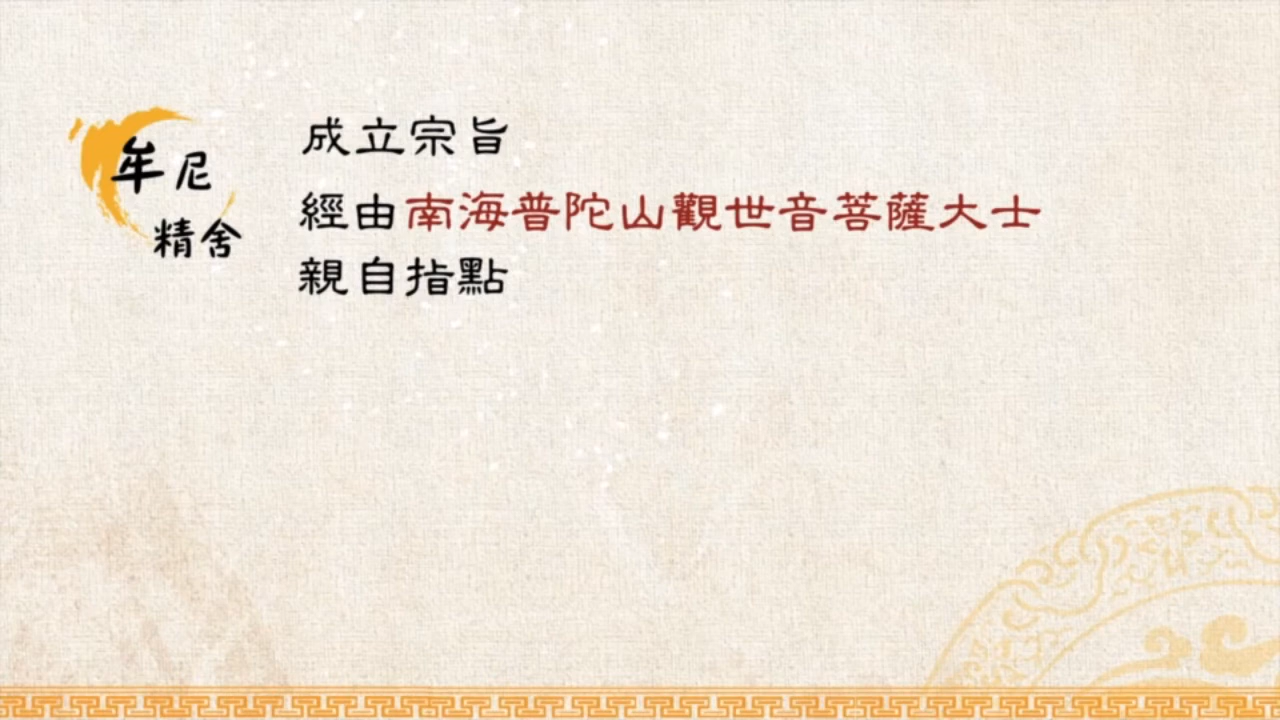 牟尼
精舍
成立宗旨
經由南海普陀山觀世音菩薩大士
親自指點